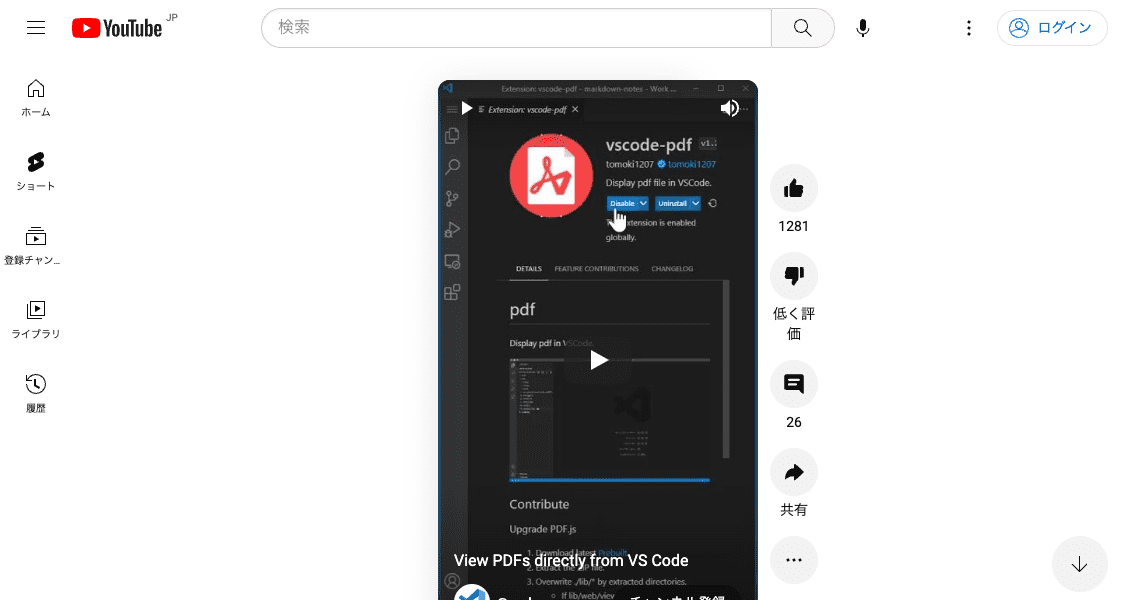 YouTube JP
検索
ログイン
ホーム
ショート
登録チャン...
ライブラリ
履歴
Extension: vscode-pdf - markdown-notes - Work ...
Extension: vscode-pdf
vscode-pdf
tomoki1207 tomoki1207
Display pdf file in VSCode.
Disable Uninstall
extension is enabled
globally.
DETAILS FEATURE CONTRIBUTIONS CHANGELOG
pdf
Display pdf in VSCode.
Contribute
Upgrade PDF.js
1. Download latest Prebuilt.
2. Extract the ZIP file.
3. Overwrite ./lib/* by extracted directories.
If lib/web/view
View PDFs directly from VS Code
チャンネル登録
1281
低く評
価
26
共有